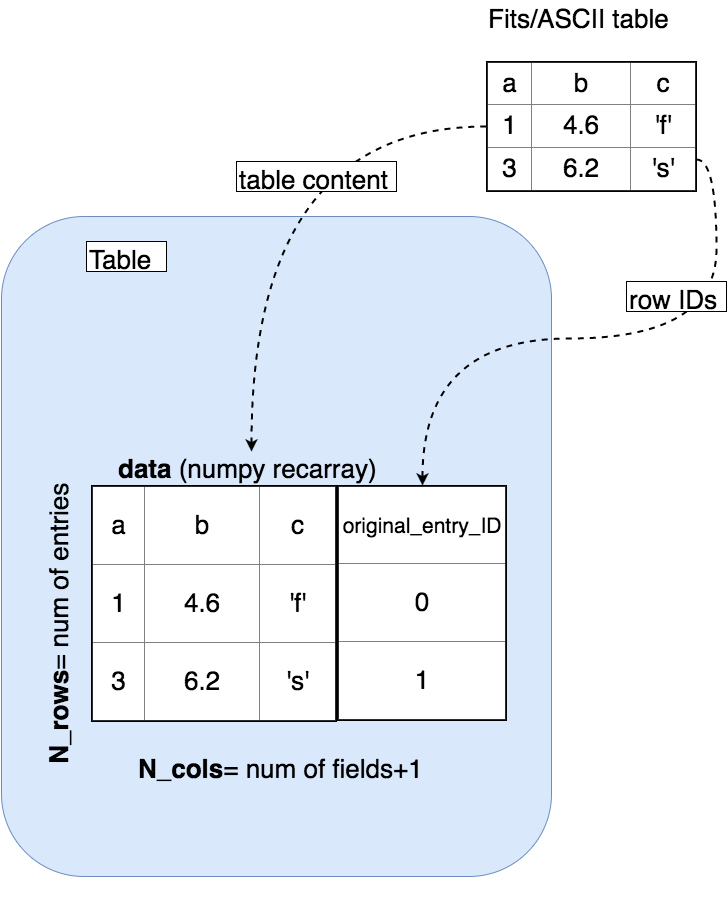 Fits/ASCII table
a b c
1 4.6 'f'
3 6.2 's'
table content
Table
row IDs
data (numpy recarray)
a b c original_entry_ID
1 4.6 'f' 0
3 6.2 's' 1
N_rows= num of entries
N_cols= num of fields+1